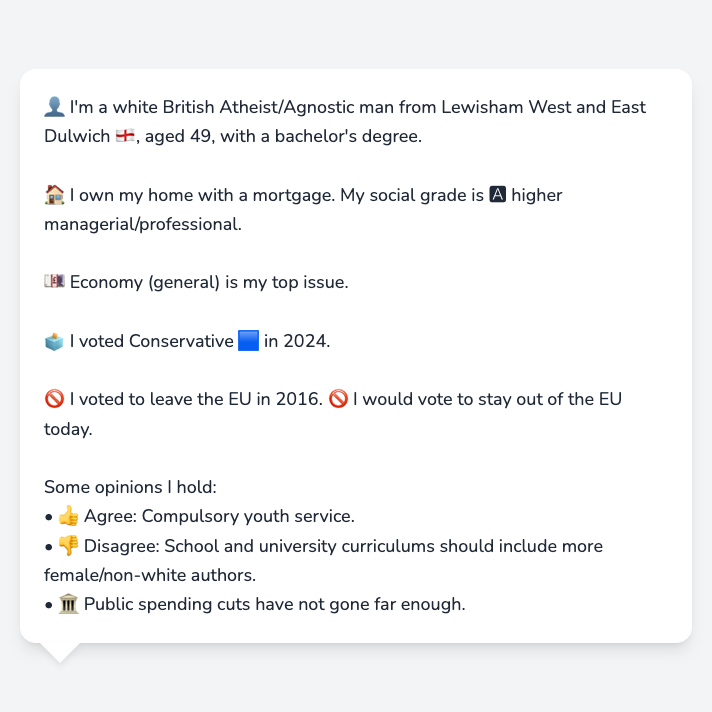 👤 I'm a white British Atheist/Agnostic man from Lewisham West and East
Dulwich 🏴󠁧󠁢󠁥󠁮󠁧󠁿, aged 49, with a bachelor's degree.
🏠 I own my home with a mortgage. My social grade is 🅰 higher
managerial/professional.
💷 Economy (general) is my top issue.
🗳️ I voted Conservative 🟦 in 2024.
🚫 I voted to leave the EU in 2016. 🚫 I would vote to stay out of the EU
today.
Some opinions I hold:
• 👍 Agree: Compulsory youth service.
• 👎 Disagree: School and university curriculums should include more
female/non-white authors.
• 🏛️ Public spending cuts have not gone far enough.